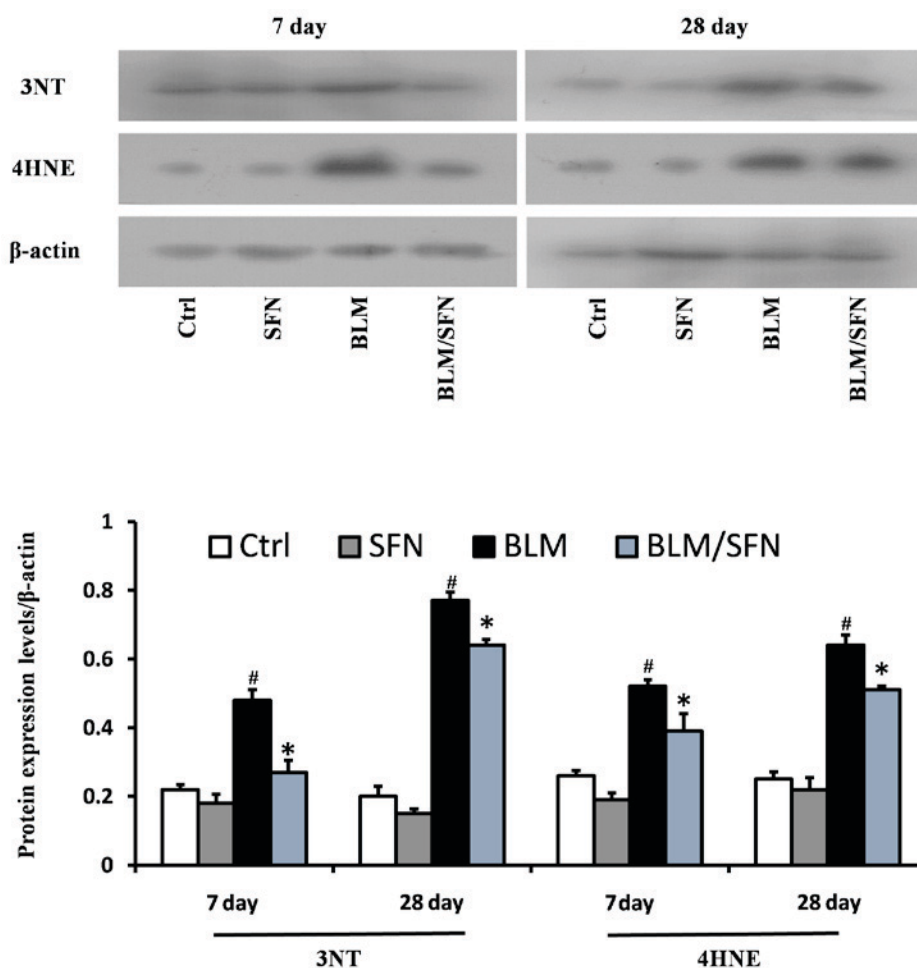 7 day 28 day
3NT
4HNE
β-actin
Ctrl SFN BLM BLM/SFN Ctrl SFN BLM BLM/SFN
Protein expression levels/β-actin
1
0.8
0.6
0.4
0.2
0
Ctrl SFN BLM BLM/SFN
# * # * # * # *
7 day 28 day 7 day 28 day
3NT 4HNE